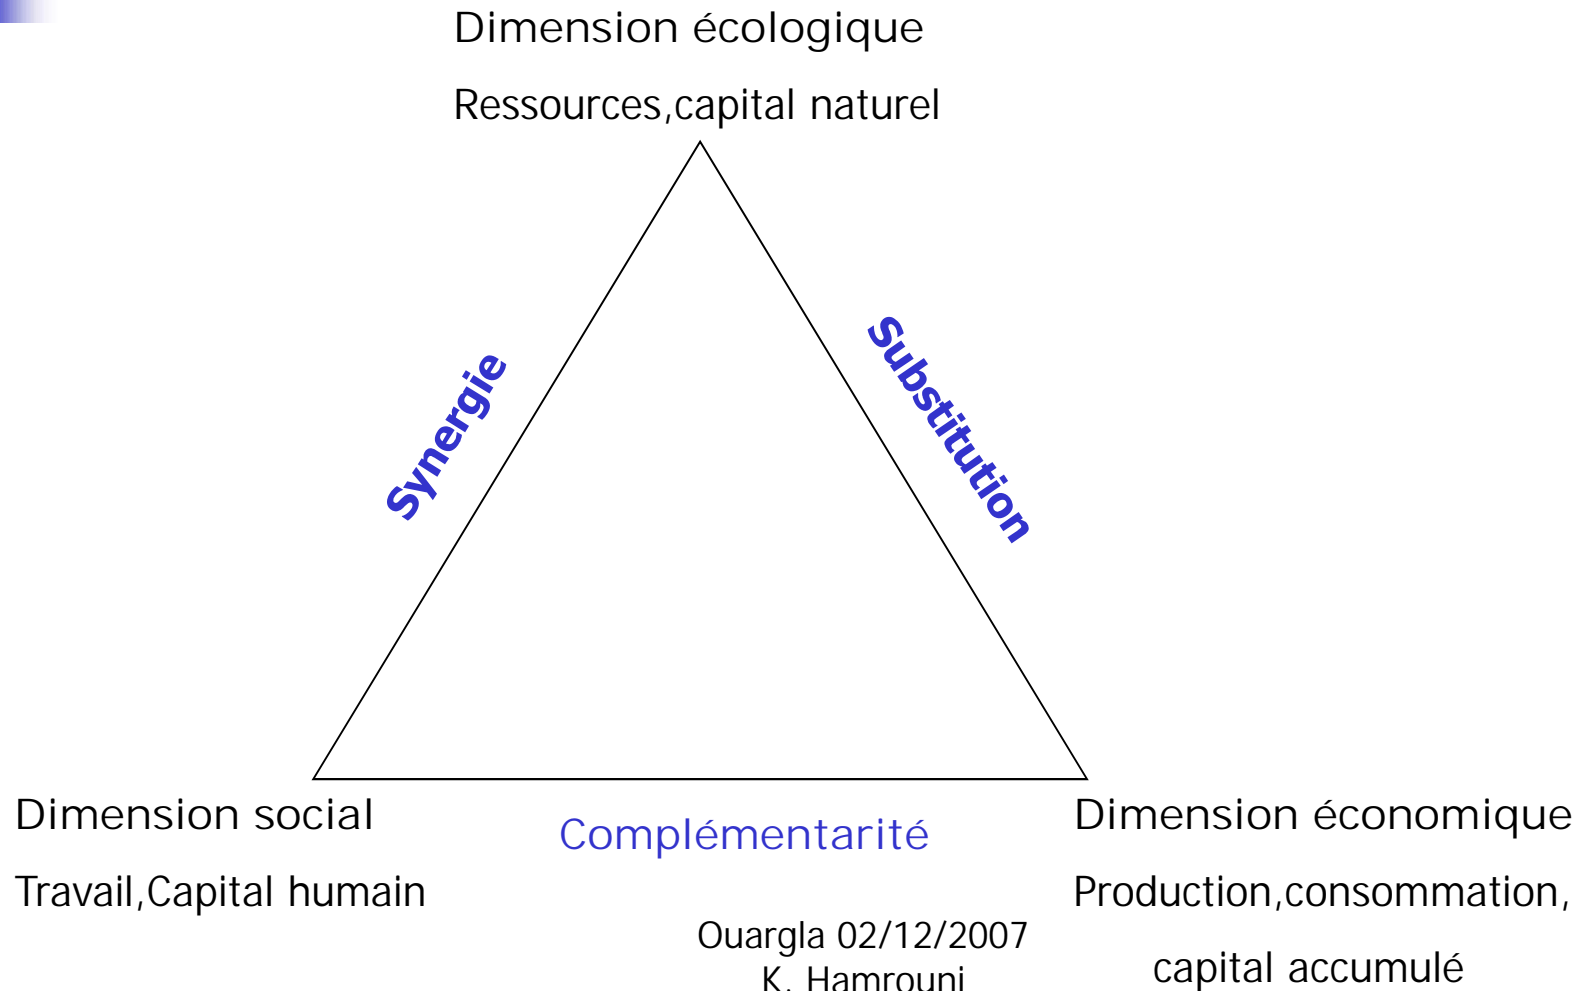 Dimension écologique
Ressources,capital naturel
Synergie
Substitution
Dimension social
Travail,Capital humain
Complémentarité
Dimension économique
Production,consommation,
capital accumulé
Ouargla 02/12/2007
K. Hamrouni